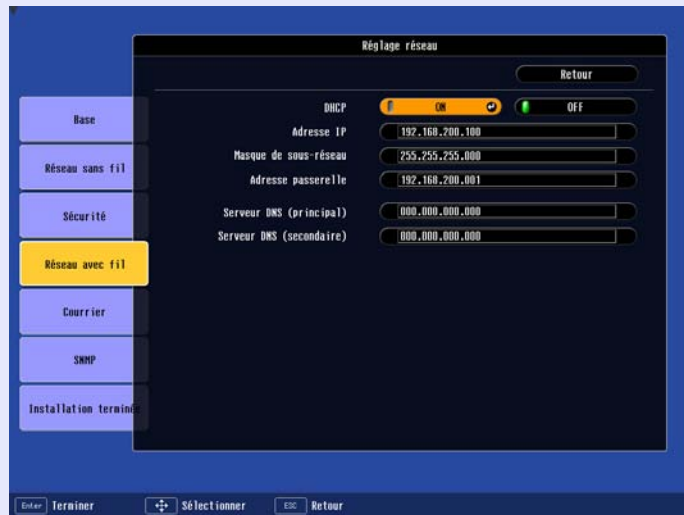 Réglage réseau
Retour
Base
Réseau sans fil
Sécurité
Réseau avec fil
Courrier
SNMP
Installation terminée
DHCP ON OFF
Adresse IP 192.168.200.100
Masque de sous-réseau 255.255.255.000
Adresse passerelle 192.168.200.001
Serveur DNS (principal) 000.000.000.000
Serveur DNS (secondaire) 000.000.000.000
Enter Terminer Sélectionner ESC Retour